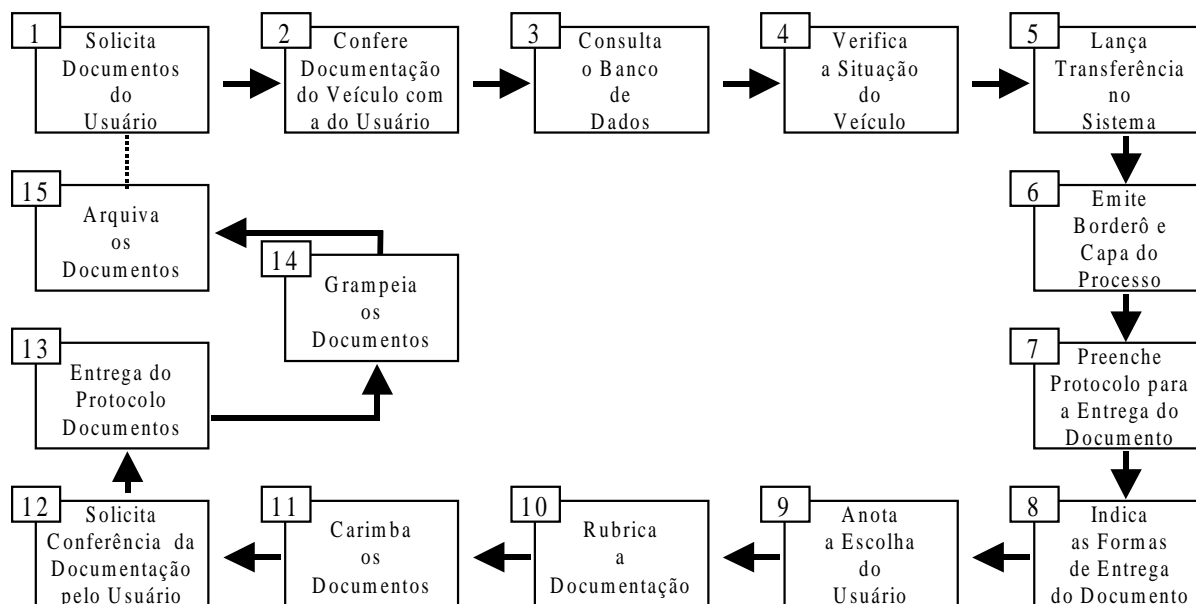 1
Solicita
Documentos
do
Usuário
2
Confere
Documentação
do Veículo com
a do Usuário
3
Consulta
o Banco
de
Dados
4
Verifica
a Situação
do
Veículo
5
Lança
Transferência
no
Sistema
6
Emite
Borderô e
Capa do
Processo
7
Preenche
Protocolo para
a Entrega do
Documento
8
Indica
as Formas
de Entrega
do Documento
9
Anota
a Escolha
do
Usuário
10
Rubrica
a
Documentação
11
Carimba
os
Documentos
12
Solicita
Conferência da
Documentação
pelo Usuário
13
Entrega do
Protocolo
Documentos
14
Grampeia
os
Documentos
15
Arquiva
os
Documentos